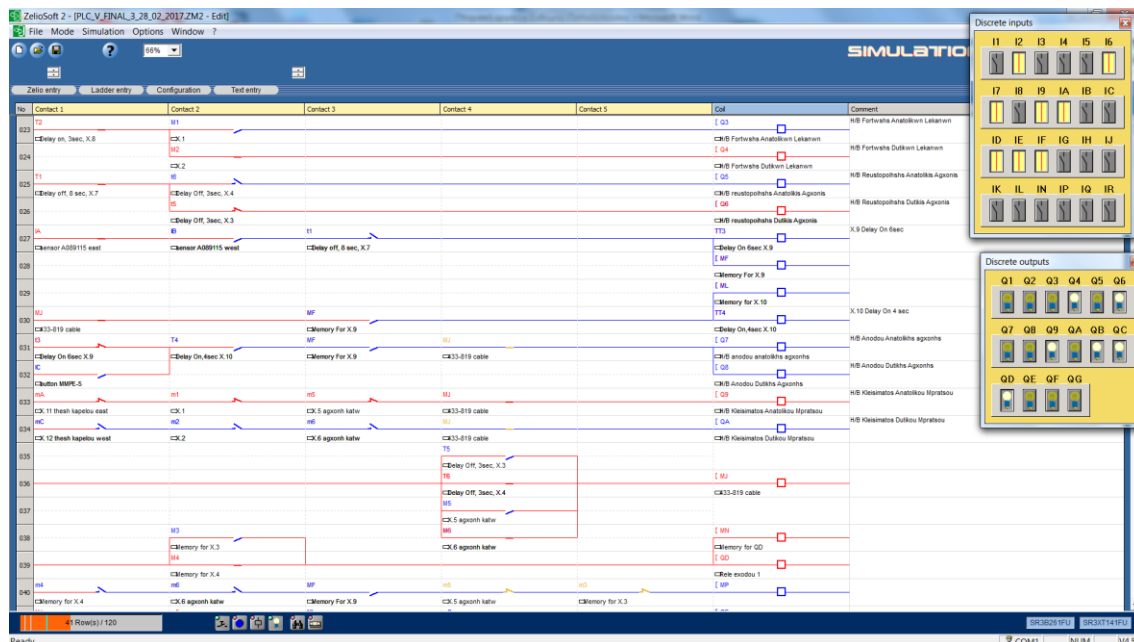 ZelioSoft 2 - [PLC_V_FINAL_3_28_02_2017.ZM2 - Edit]
File Mode Simulation Options Window ?
66%
SIMULATIO
Zelio entry Ladder entry Configuration Text entry
No Contact 1 Contact 2 Contact 3 Contact 4 Contact 5 Coil Comment
T2 M1 [ Q3 H/B Fortwshs Anatolikwn Lekanwn
023
Delay on, 3sec, X.8 X.1 H/B Fortwshs Anatolikwn Lekanwn
M2 [ Q4 H/B Fortwshs Dutikwn Lekanwn
024
X.2 H/B Fortwshs Dutikwn Lekanwn
T1 t6 [ Q5 H/B Reustopoihshs Anatolikis Agxonis
025
Delay off, 8 sec, X.7 Delay Off, 3sec, X.4 H/B reustopoihshs Anatolikis Agxonis
t5 [ Q6 H/B Reustopoihshs Dutikis Agxonis
026
Delay Off, 3sec, X.3 H/B reustopoihshs Dutikis Agxonis
IA IB t1 TT3 X.9 Delay On 6sec
027
sensor A089115 east sensor A089115 west Delay off, 8 sec, X.7 Delay On 6sec X.9
[ MF
028
Memory For X.9
[ ML
029
Memory for X.10
MJ MF TT4 X.10 Delay On 4 sec
030
433-819 cable Memory For X.9 Delay On,4sec X.10
t3 T4 MF MJ [ Q7 H/B Anodou Anatolikis agxonhs
031
Delay On 6sec X.9 Delay On,4sec X.10 Memory For X.9 433-819 cable H/B anodou anatolikhs agxonhs
IC [ Q8 H/B Anodou Dutikhs Agxonhs
032
button MMPE-5 H/B Anodou Dutikhs Agxonhs
mA m1 m5 MJ [ Q9 H/B Kleisimatos Anatolikou Mpratsou
033
X.11 thesh kapelou east X.1 X.5 agxonh katw 433-819 cable H/B Kleisimatos Anatolikou Mpratsou
mC m2 m6 MJ [ QA H/B Kleisimatos Dutikou Mpratsou
034
X.12 thesh kapelou west X.2 X.6 agxonh katw 433-819 cable H/B Kleisimatos Dutikou Mpratsou
T5
035
Delay Off, 3sec, X.3
T6 [ MJ
036
Delay Off, 3sec, X.4 433-819 cable
M5
037
X.5 agxonh katw
M3 M6 [ MN
038
Memory for X.3 X.6 agxonh katw Memory for QD
M4 [ QD
039
Memory for X.4 Rele exodou 1
m4 m6 MF m5 m3 [ MP
040
Memory for X.4 X.6 agxonh katw Memory For X.9 X.5 agxonh katw Memory for X.3
41 Row(s) / 120
SR3B261FU SR3XT141FU
Ready COM1 NUM
Discrete inputs
I1 I2 I3 I4 I5 I6
I7 I8 I9 IA IB IC
ID IE IF IG IH IJ
IK IL IN IP IQ IR
Discrete outputs
Q1 Q2 Q3 Q4 Q5 Q6
Q7 Q8 Q9 QA QB QC
QD QE QF QG